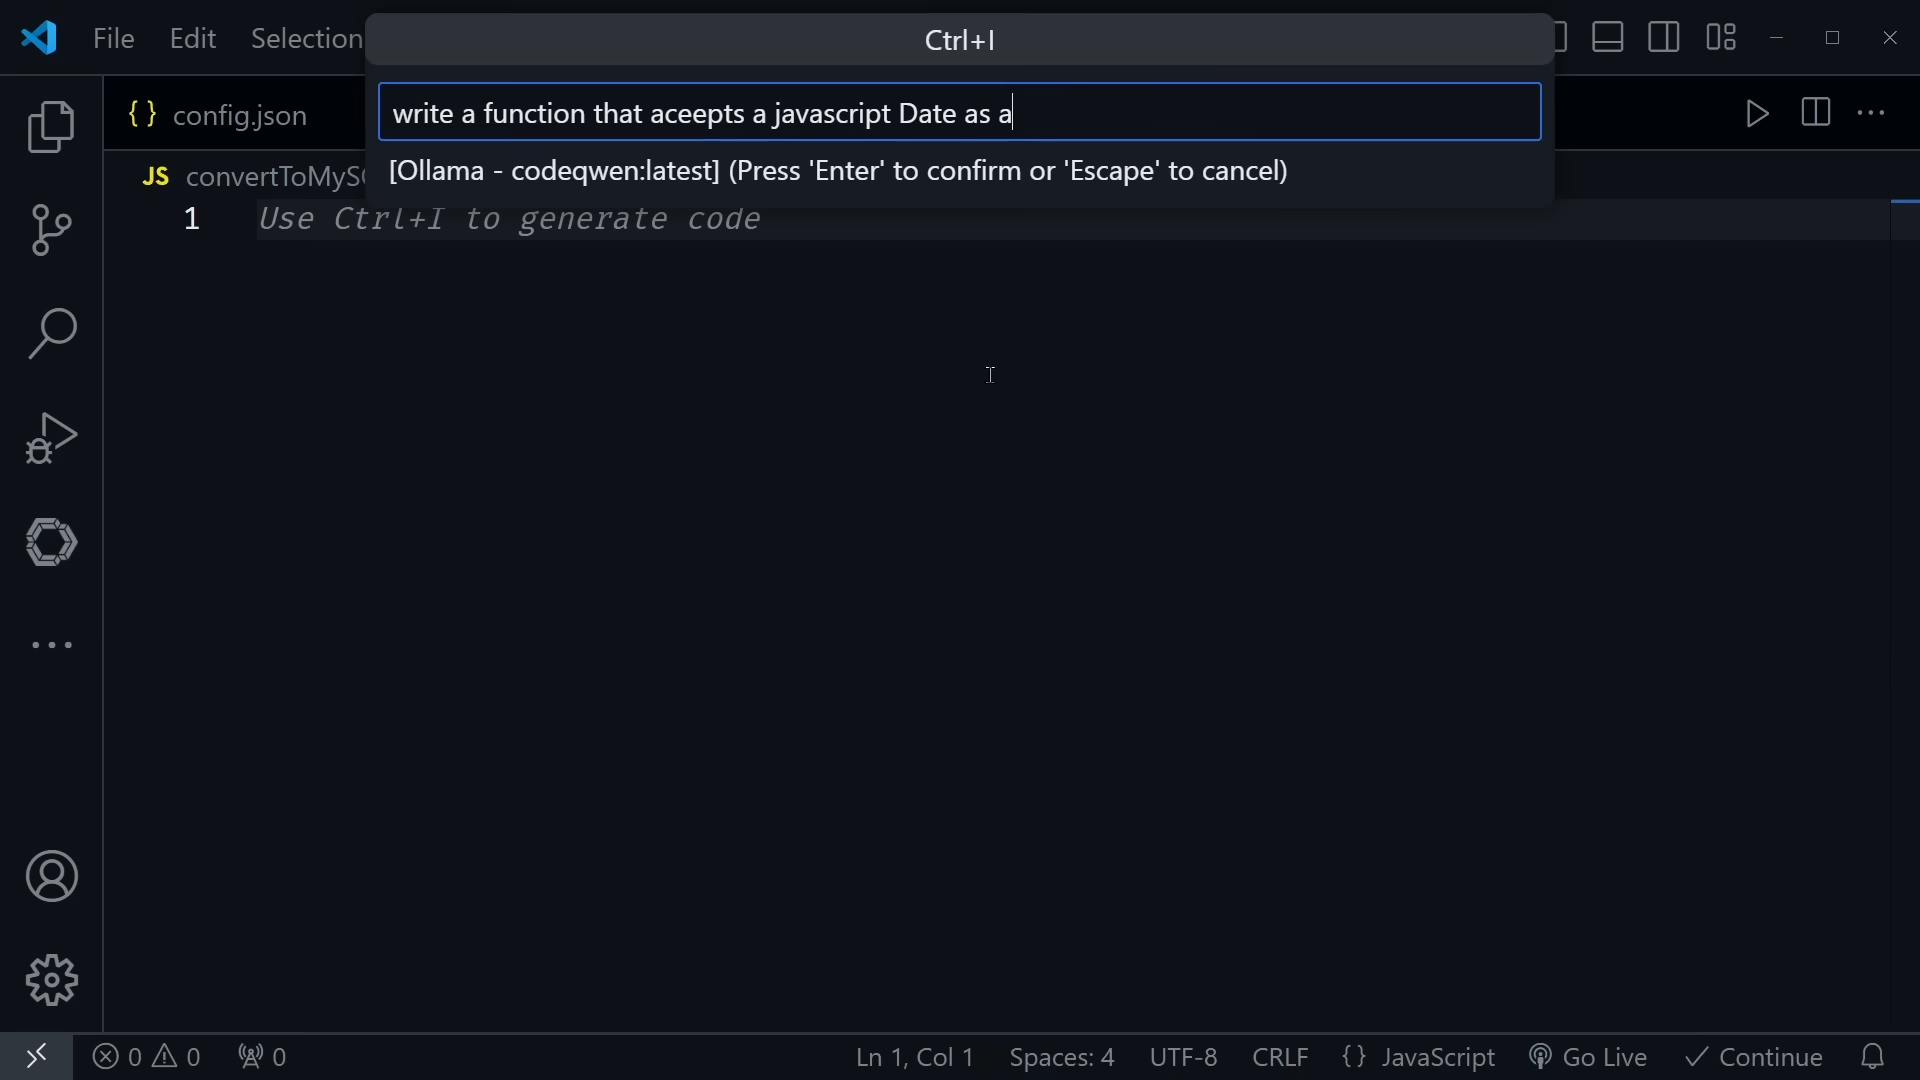 File Edit Selection
Ctrl+I
{ } config.json
write a function that aceepts a javascript Date as a
JS convertToMyS
[Ollama - codeqwen:latest] (Press 'Enter' to confirm or 'Escape' to cancel)
1 Use Ctrl+I to generate code
0 0 0 Ln 1, Col 1 Spaces: 4 UTF-8 CRLF { } JavaScript Go Live Continue